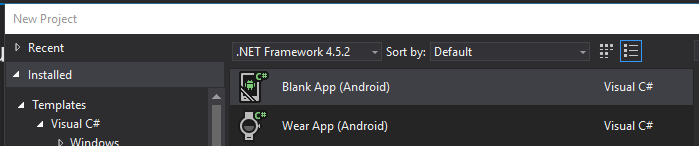 New Project
Recent
.NET Framework 4.5.2 Sort by: Default
Installed
C# Blank App (Android) Visual C#
Templates
Visual C#
C# Wear App (Android) Visual C#
Windows